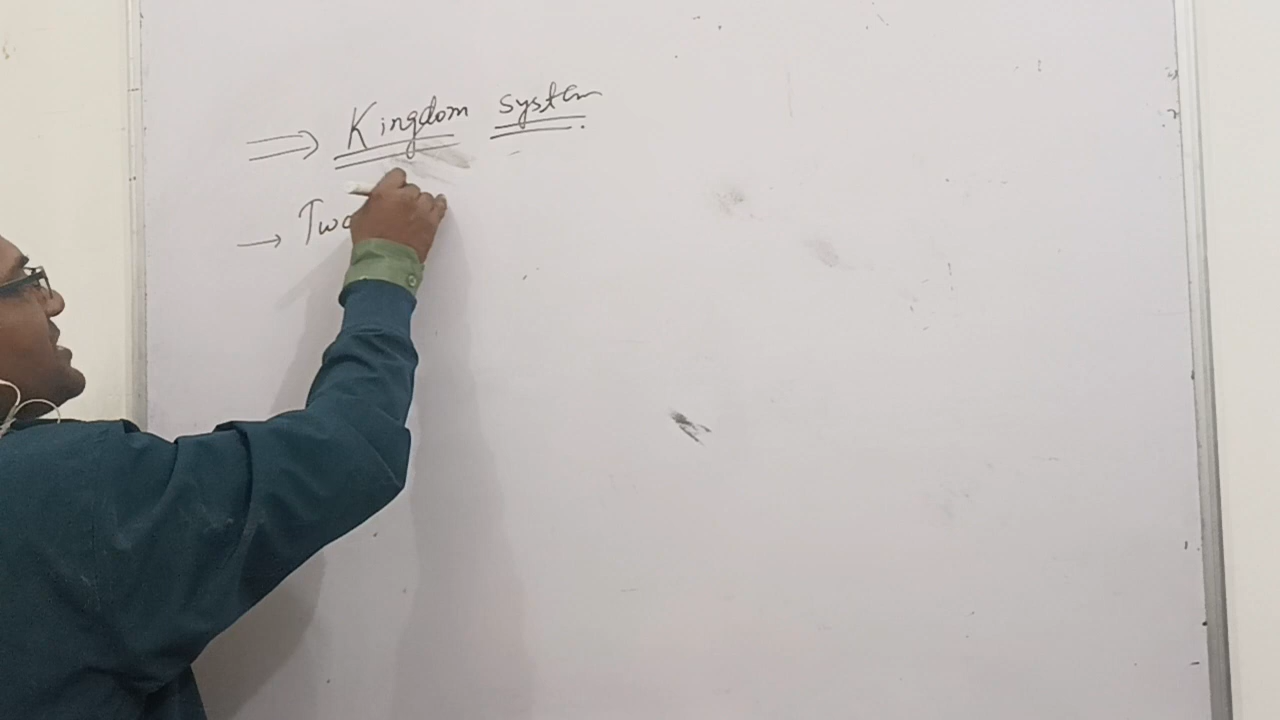 ⇒ Kingdom system.
→ Two